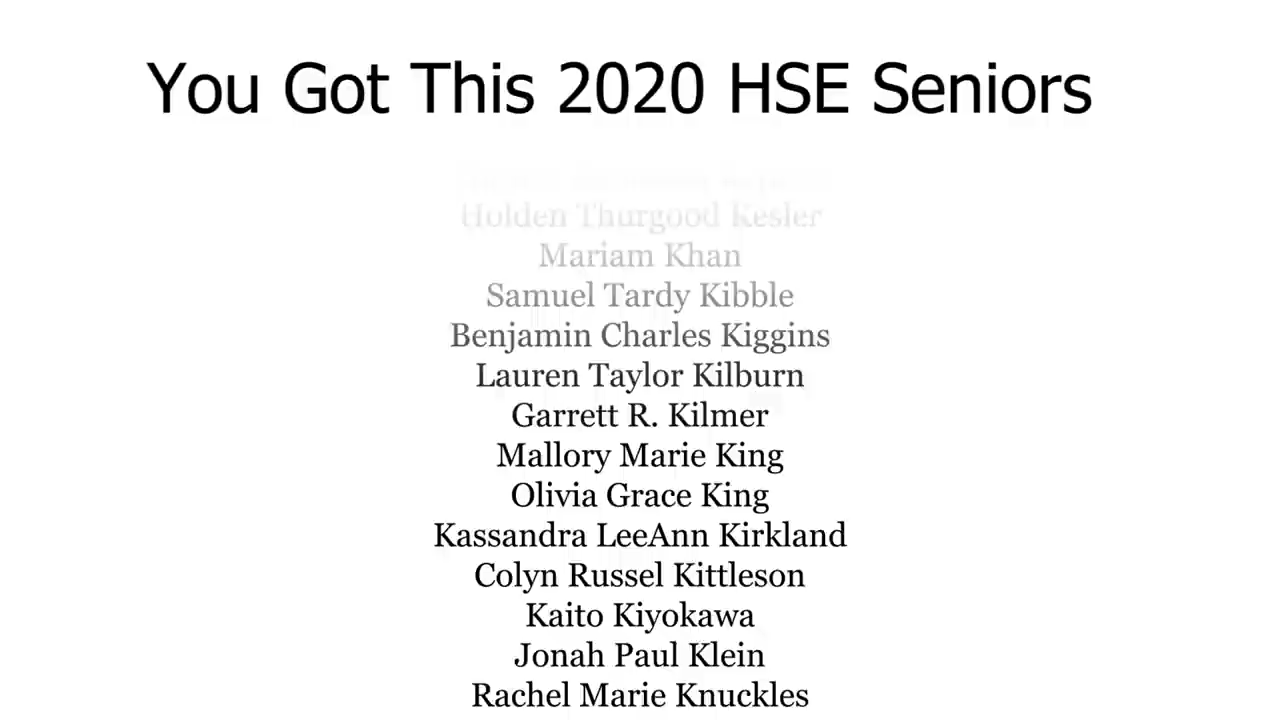 You Got This 2020 HSE Seniors
Holden Thurgood Kesler
Mariam Khan
Samuel Tardy Kibble
Benjamin Charles Kiggins
Lauren Taylor Kilburn
Garrett R. Kilmer
Mallory Marie King
Olivia Grace King
Kassandra LeeAnn Kirkland
Colyn Russel Kittleson
Kaito Kiyokawa
Jonah Paul Klein
Rachel Marie Knuckles